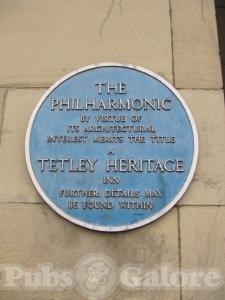 THE
PHILHARMONIC
BY VIRTUE OF
ITS ARCHITECTURAL
INTEREST MERITS THE TITLE
A
TETLEY HERITAGE
INN
FURTHER DETAILS MAY
BE FOUND WITHIN
Pubs Galore